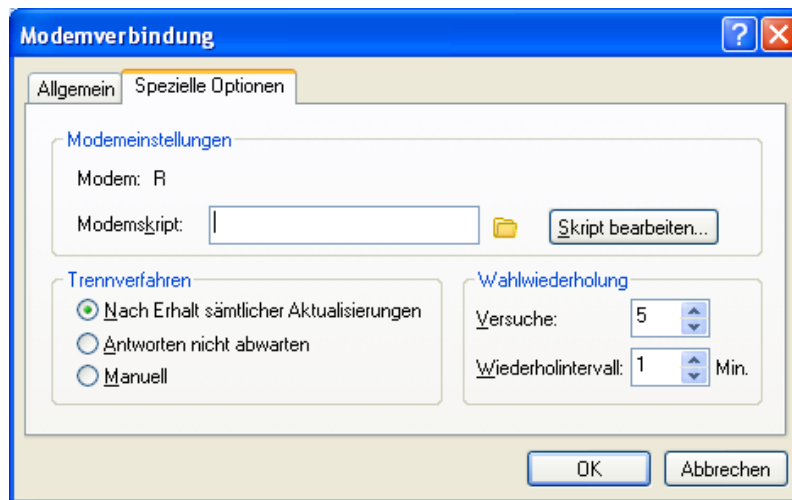 Modemverbindung
Allgemein
Spezielle Optionen
Modemeinstellungen
Modem: R
Modemskript:
Skript bearbeiten...
Trennverfahren
Nach Erhalt sämtlicher Aktualisierungen
Antworten nicht abwarten
Manuell
Wahlwiederholung
Versuche: 5
Wiederholintervall: 1 Min.
OK
Abbrechen